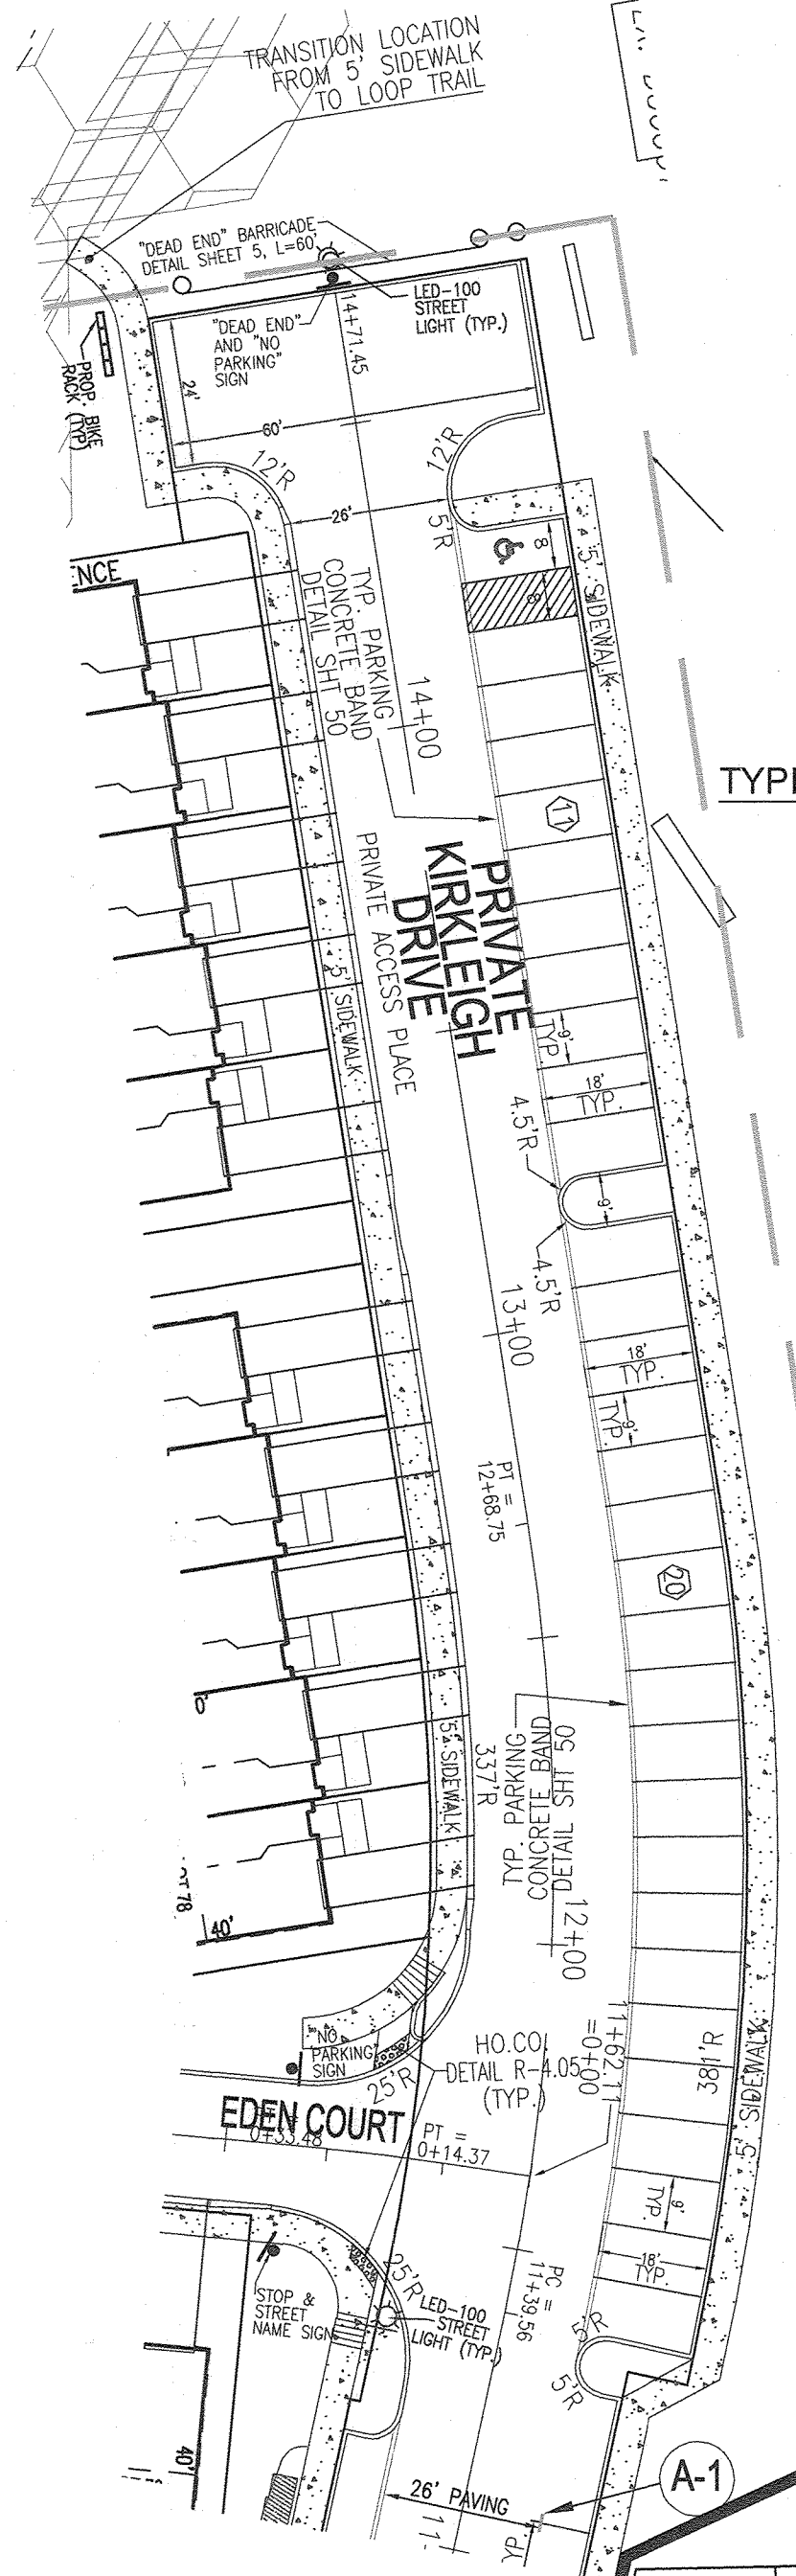 TRANSITION LOCATION
FROM 5' SIDEWALK
TO LOOP TRAIL
"DEAD END" BARRICADE
DETAIL SHEET 5, L=60'
LED-100
STREET
LIGHT (TYP.)
"DEAD END"
AND "NO
PARKING"
SIGN
14+71.45
PROP. BIKE
RACK (TYP)
24'
60'
12'R
12'R
26'
5'R
8
8
5' SIDEWALK
ENCE
TYP. PARKING
CONCRETE BAND
DETAIL SHT 50
14+00
TYPI
11
PRIVATE
KIRKLEIGH
DRIVE
PRIVATE ACCESS PLACE
5' SIDEWALK
9'
TYP.
18'
TYP.
4.5'R
9'
4.5'R
13+00
18'
TYP.
9'
TYP.
PT =
12+68.75
20
0'
5' SIDEWALK
337'R
TYP. PARKING
CONCRETE BAND
DETAIL SHT 50
12+00
OT 78
40'
"NO
PARKING"
SIGN
25'R
HO.CO.
DETAIL R-4.05
(TYP.)
11+62.11
=0+00
381'R
5' SIDEWALK
EDEN COURT
0+33.48
PT =
0+14.37
9'
TYP.
18'
TYP.
25'R
PC =
11+39.56
STOP &
STREET
NAME SIGN
LED-100
STREET
LIGHT (TYP.)
5'R
5'R
40'
26' PAVING
A-1
11
YP.